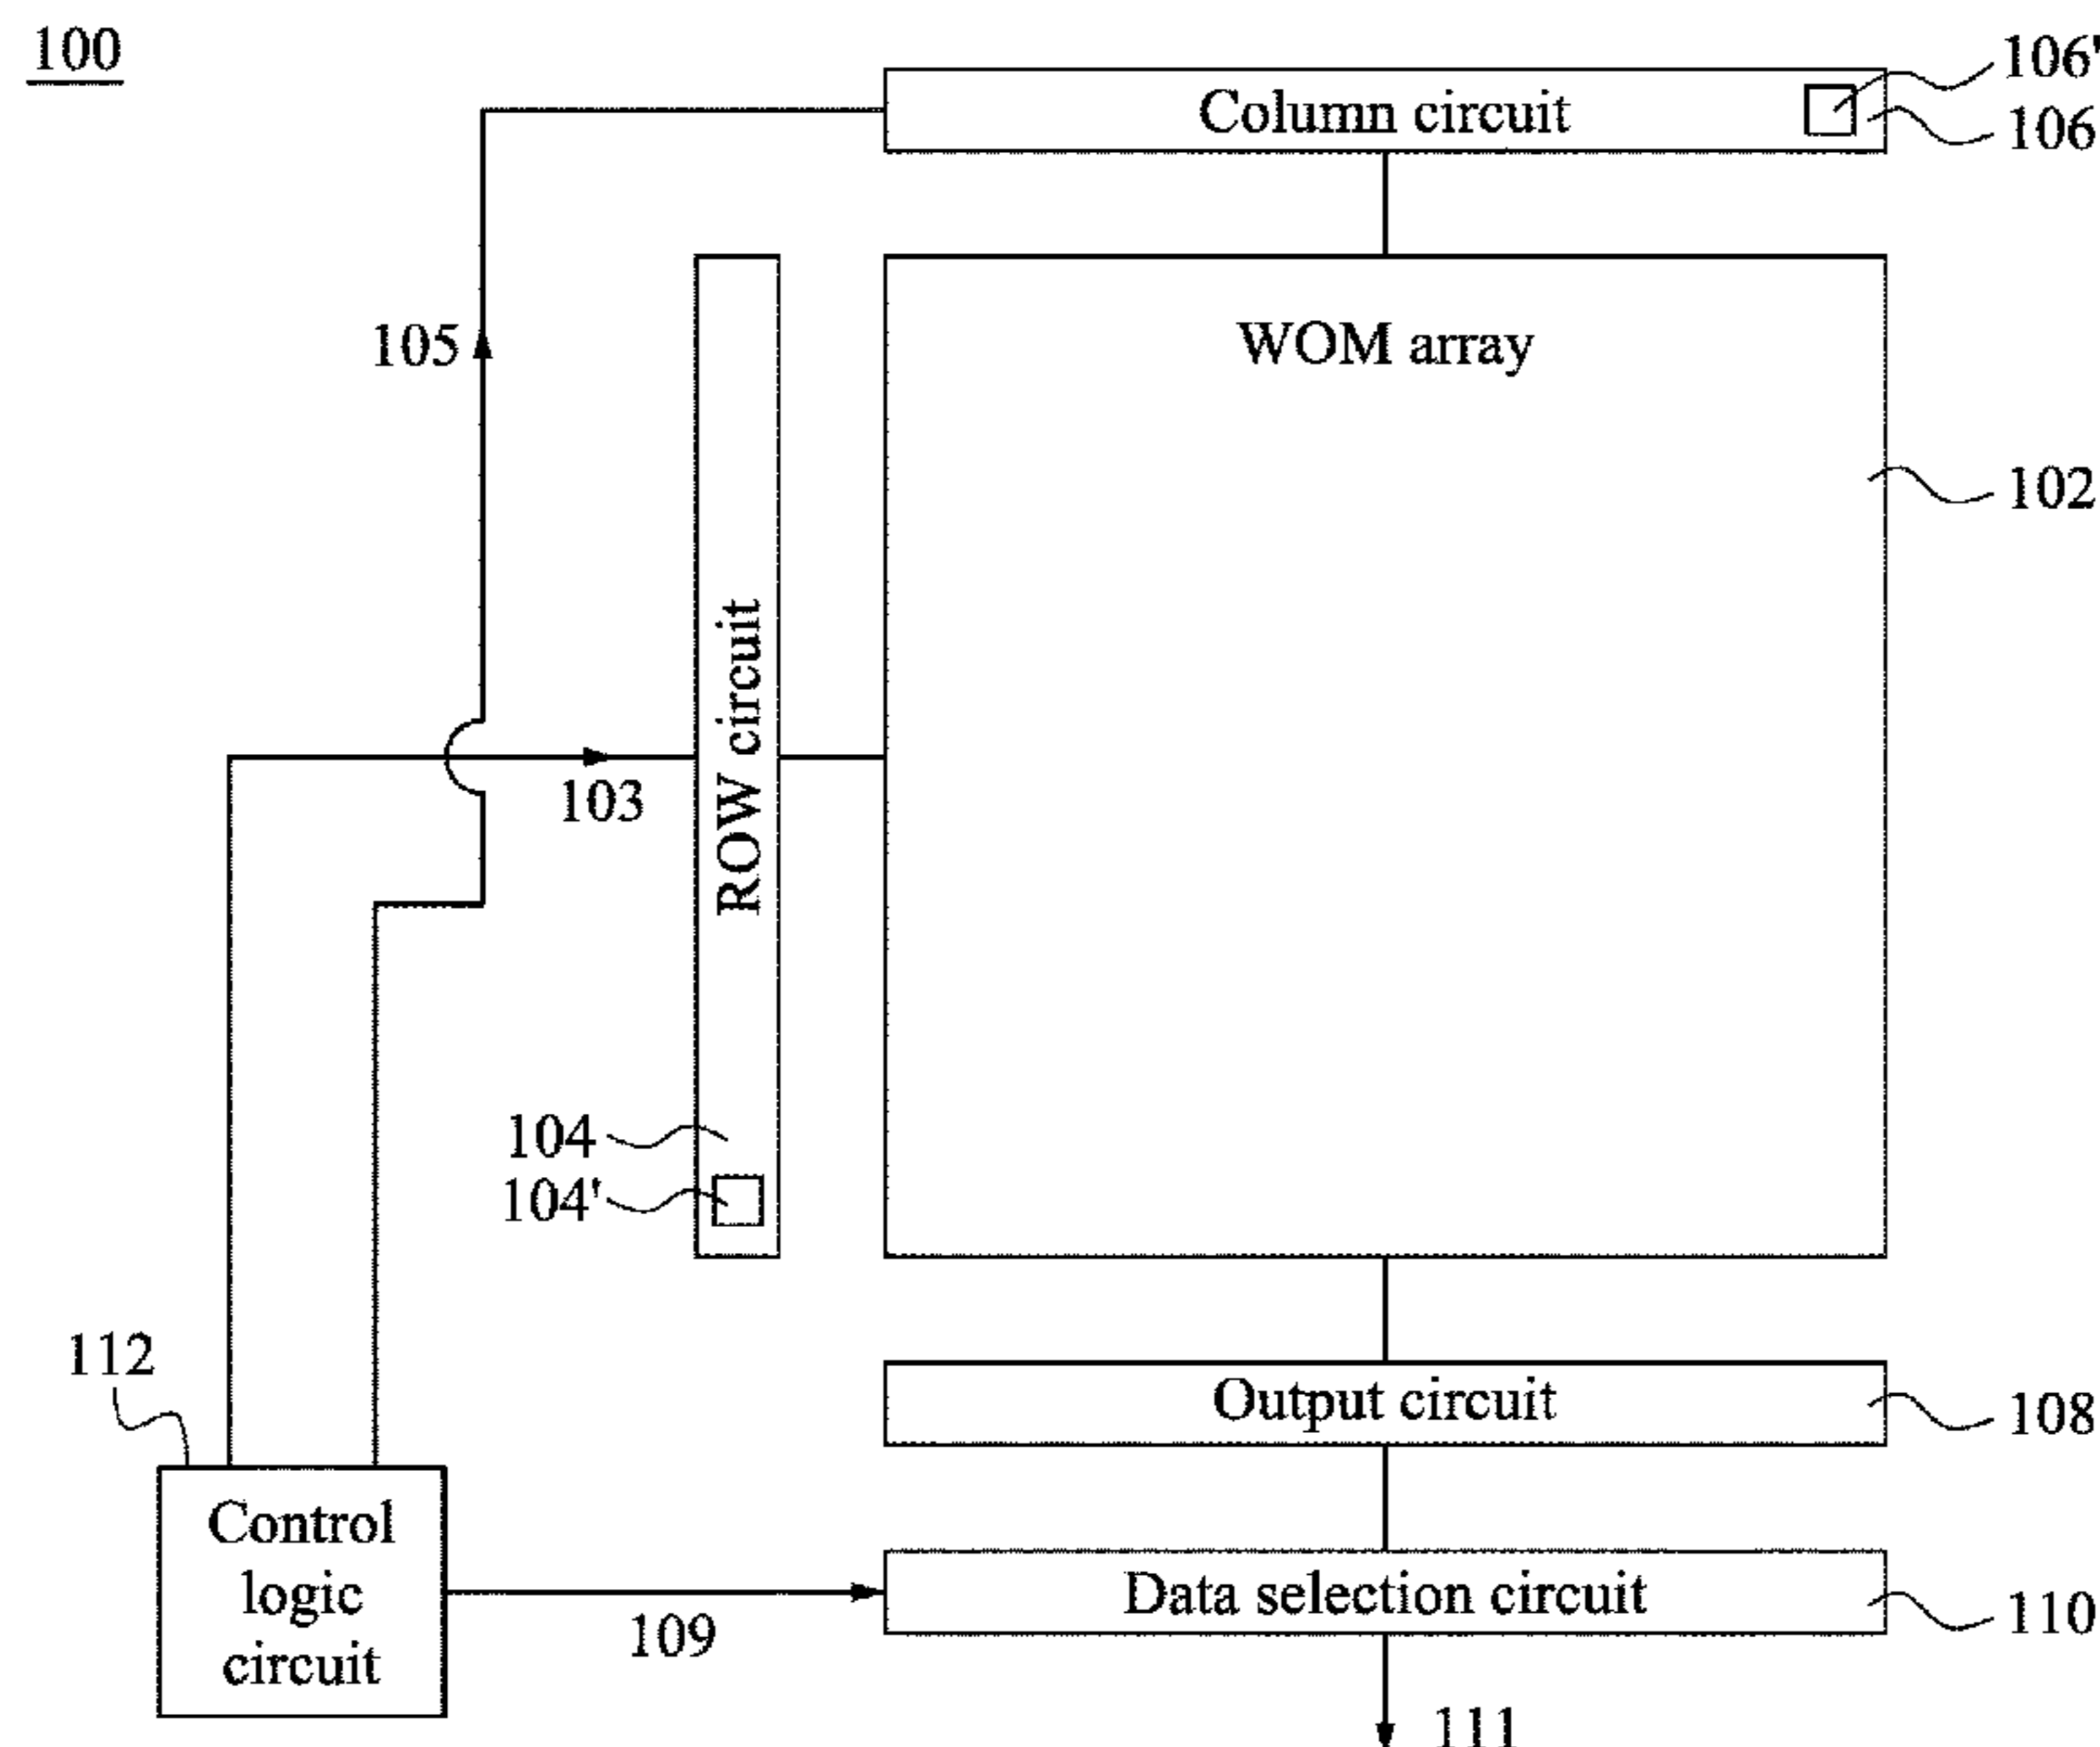 100
106'
Column circuit
106
WOM array
105
102
ROW circuit
103
104
104'
112
Output circuit
108
Control
logic
circuit
Data selection circuit
109
110
111